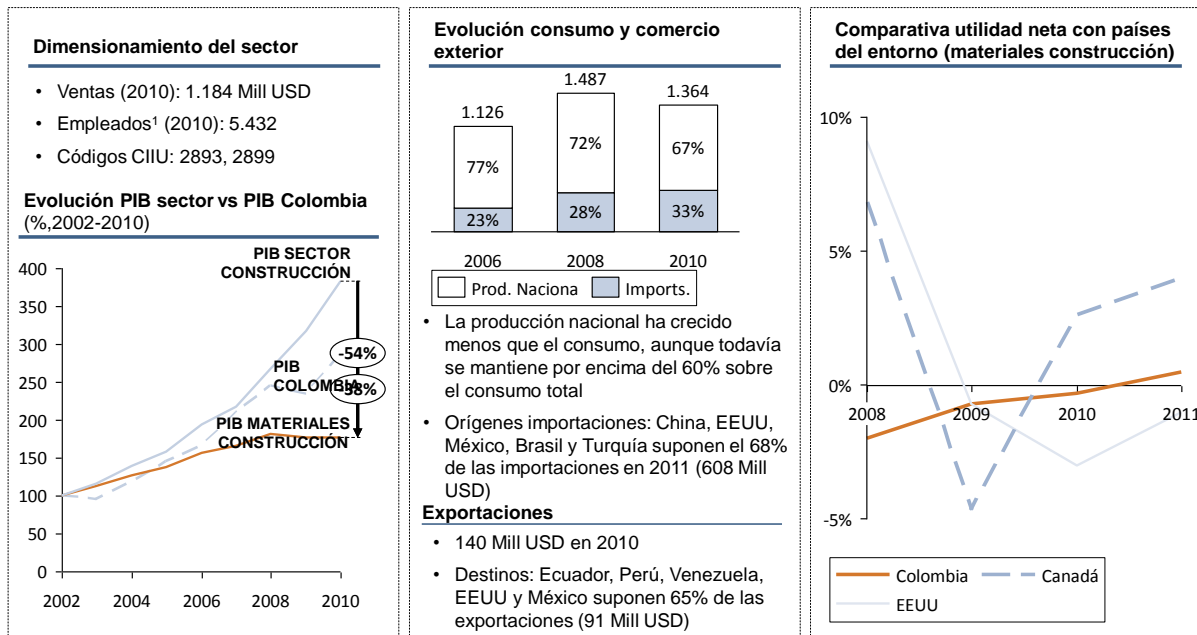 Dimensionamiento del sector
• Ventas (2010): 1.184 Mill USD
• Empleados¹ (2010): 5.432
• Códigos CIIU: 2893, 2899
Evolución PIB sector vs PIB Colombia
(%,2002-2010)
PIB SECTOR
CONSTRUCCIÓN
400
350
300
250
200
150
100
50
0
-54%
PIB
COLOMBIA
-38%
PIB MATERIALES
CONSTRUCCIÓN
2002
2004
2006
2008
2010
Evolución consumo y comercio
exterior
1.126
1.487
1.364
77%
72%
67%
23%
28%
33%
2006
2008
2010
Prod. Naciona
Imports.
• La producción nacional ha crecido
menos que el consumo, aunque todavía
se mantiene por encima del 60% sobre
el consumo total
• Orígenes importaciones: China, EEUU,
México, Brasil y Turquía suponen el 68%
de las importaciones en 2011 (608 Mill
USD)
Exportaciones
• 140 Mill USD en 2010
• Destinos: Ecuador, Perú, Venezuela,
EEUU y México suponen 65% de las
exportaciones (91 Mill USD)
Comparativa utilidad neta con países
del entorno (materiales construcción)
10%
5%
0%
-5%
2008
2009
2010
2011
Colombia
Canadá
EEUU